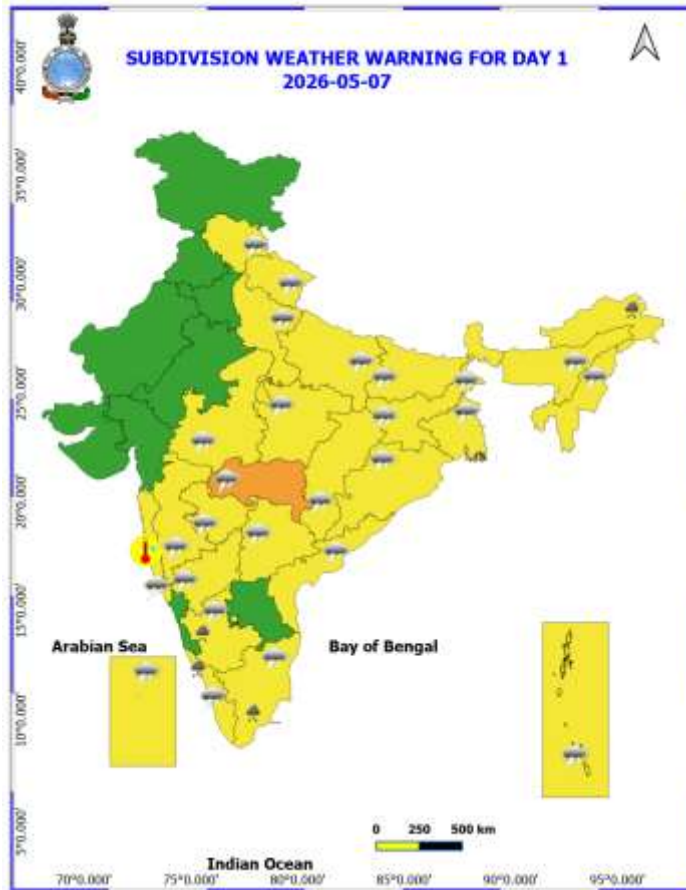 SUBDIVISION WEATHER WARNING FOR DAY 1
2026-05-07
40°0.000'
35°0.000'
30°0.000'
25°0.000'
20°0.000'
15°0.000'
10°0.000'
5°0.000'
Arabian Sea
Bay of Bengal
0 250 500 km
Indian Ocean
70°0.000' 75°0.000' 80°0.000' 85°0.000' 90°0.000' 95°0.000'